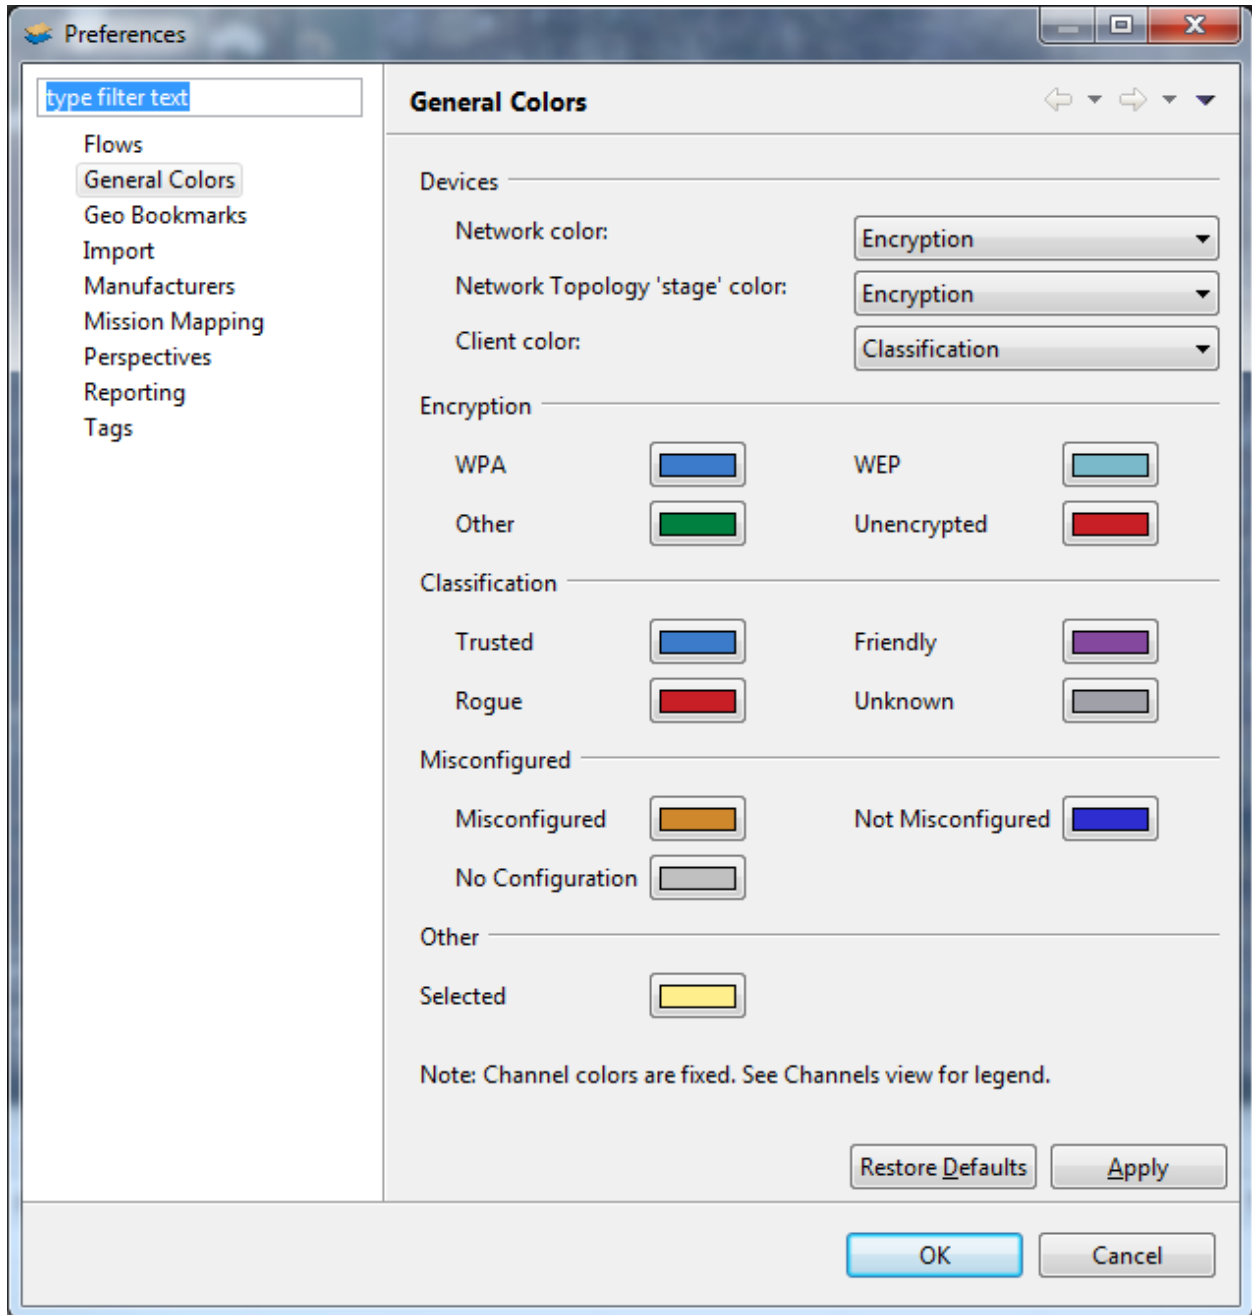 Preferences
type filter text
Flows
General Colors
Geo Bookmarks
Import
Manufacturers
Mission Mapping
Perspectives
Reporting
Tags
General Colors
Devices
Network color: Encryption
Network Topology 'stage' color: Encryption
Client color: Classification
Encryption
WPA WEP
Other Unencrypted
Classification
Trusted Friendly
Rogue Unknown
Misconfigured
Misconfigured Not Misconfigured
No Configuration
Other
Selected
Note: Channel colors are fixed. See Channels view for legend.
Restore Defaults Apply
OK Cancel